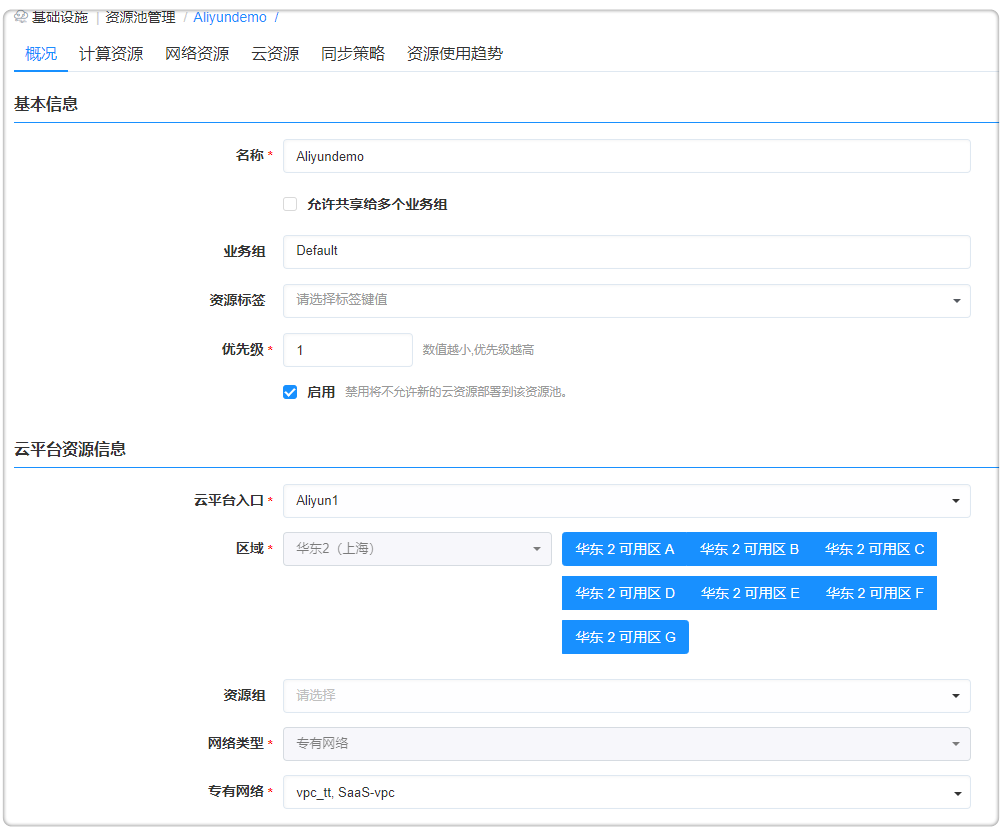 基础设施 | 资源池管理 / Aliyundemo /
概况 计算资源 网络资源 云资源 同步策略 资源使用趋势
基本信息
名称 * Aliyundemo
允许共享给多个业务组
业务组 Default
资源标签 请选择标签键值
优先级 * 1 数值越小,优先级越高
启用 禁用将不允许新的云资源部署到该资源池。
云平台资源信息
云平台入口 * Aliyun1
区域 * 华东2（上海） 华东 2 可用区 A 华东 2 可用区 B 华东 2 可用区 C
华东 2 可用区 D 华东 2 可用区 E 华东 2 可用区 F
华东 2 可用区 G
资源组 请选择
网络类型 * 专有网络
专有网络 * vpc_tt, SaaS-vpc